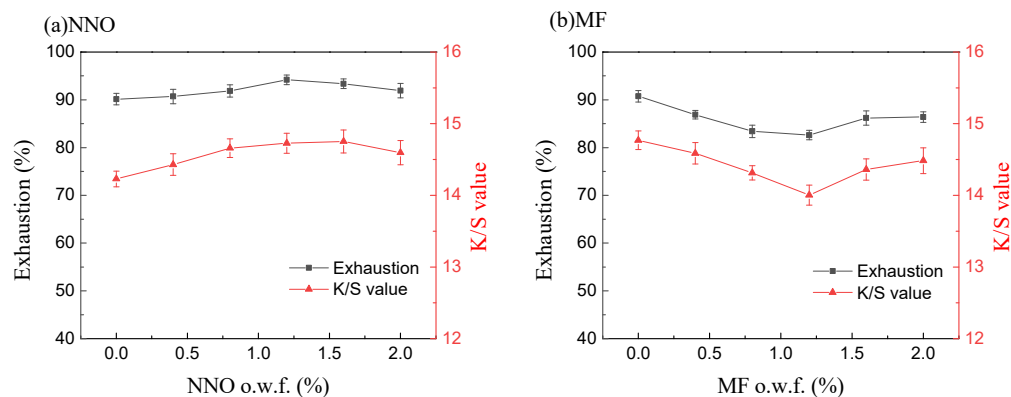 (a)NNO
100
90
80
70
60
50
40
Exhaustion (%)
16
15
14
13
12
K/S value
Exhaustion
K/S value
0.0 0.5 1.0 1.5 2.0
NNO o.w.f. (%)
(b)MF
100
90
80
70
60
50
40
Exhaustion (%)
16
15
14
13
12
K/S value
Exhaustion
K/S value
0.0 0.5 1.0 1.5 2.0
MF o.w.f. (%)